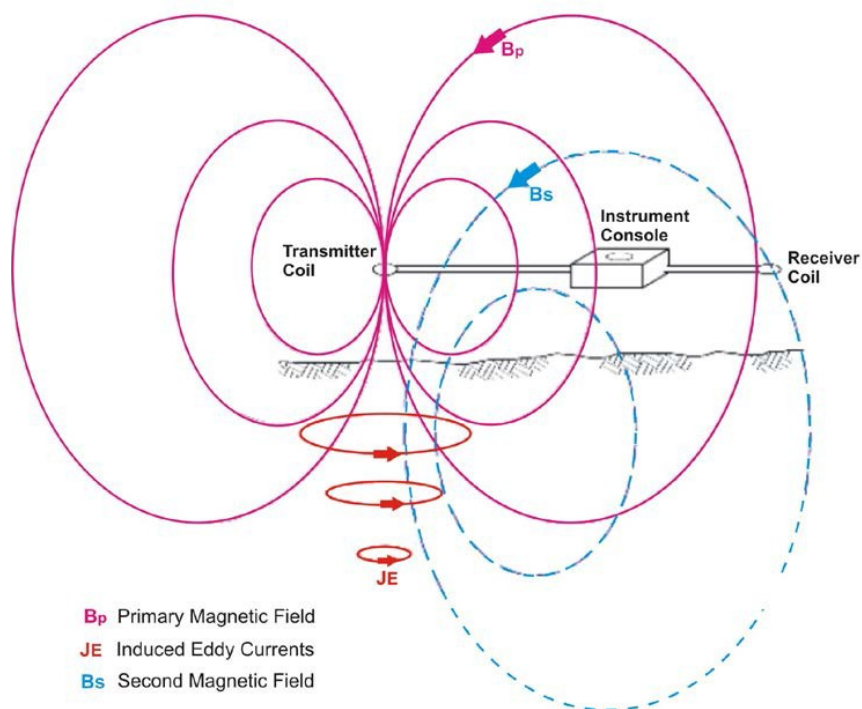 Bp
Bs
Transmitter
Coil
Instrument
Console
Receiver
Coil
JE
Bp Primary Magnetic Field
JE Induced Eddy Currents
Bs Second Magnetic Field